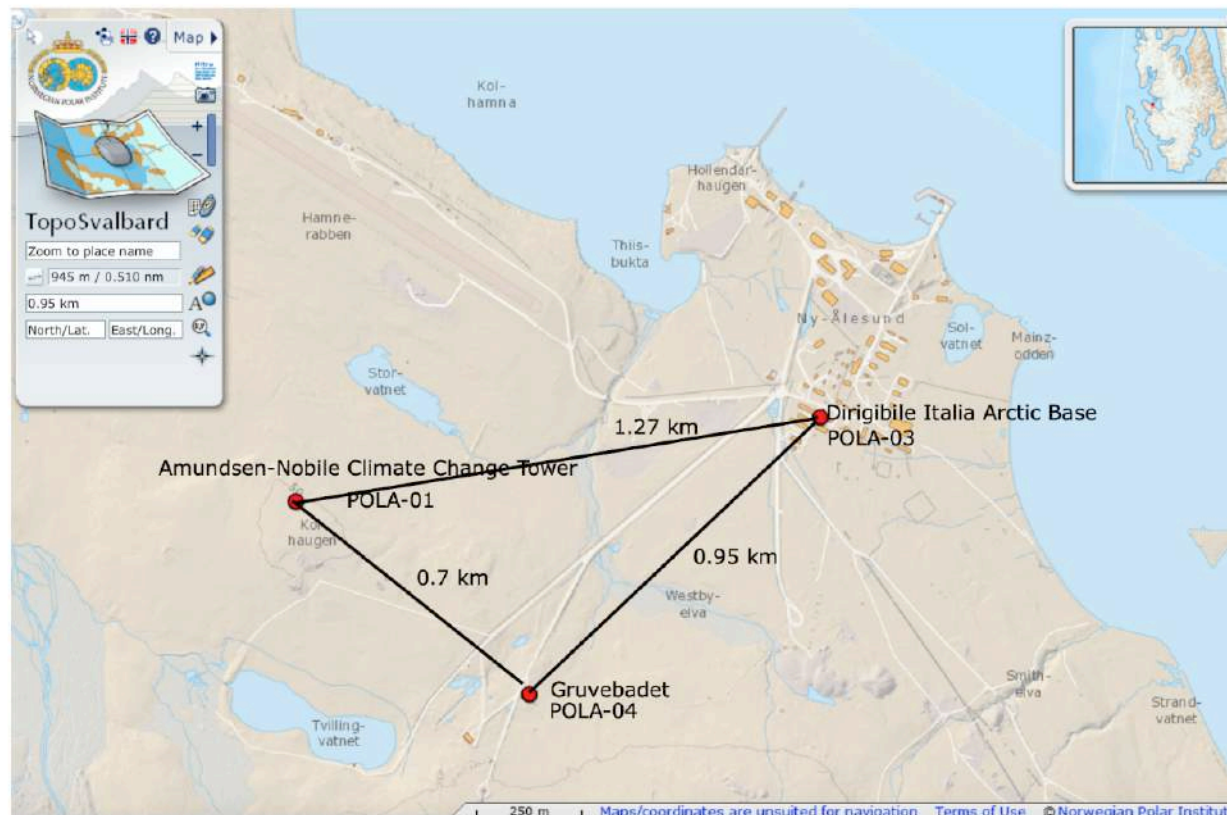 Map
NORWEGIAN POLAR INSTITUTE
TopoSvalbard
Zoom to place name
945 m / 0.510 nm
0.95 km
North/Lat. East/Long.
Kol-
hamna
Hollendar-
haugen
Hamne-
rabben
Thiis-
bukta
Ny-Ålesund
Sol-
vatnet
Mainz-
odden
Stor-
vatnet
Dirigibile Italia Arctic Base
POLA-03
1.27 km
Amundsen-Nobile Climate Change Tower
POLA-01
Kol-
haugen
0.95 km
0.7 km
Westby-
elva
Gruvebadet
POLA-04
Smith-
elva
Strand-
vatnet
Tvilling-
vatnet
250 m Maps/coordinates are unsuited for navigation Terms of Use © Norwegian Polar Institut